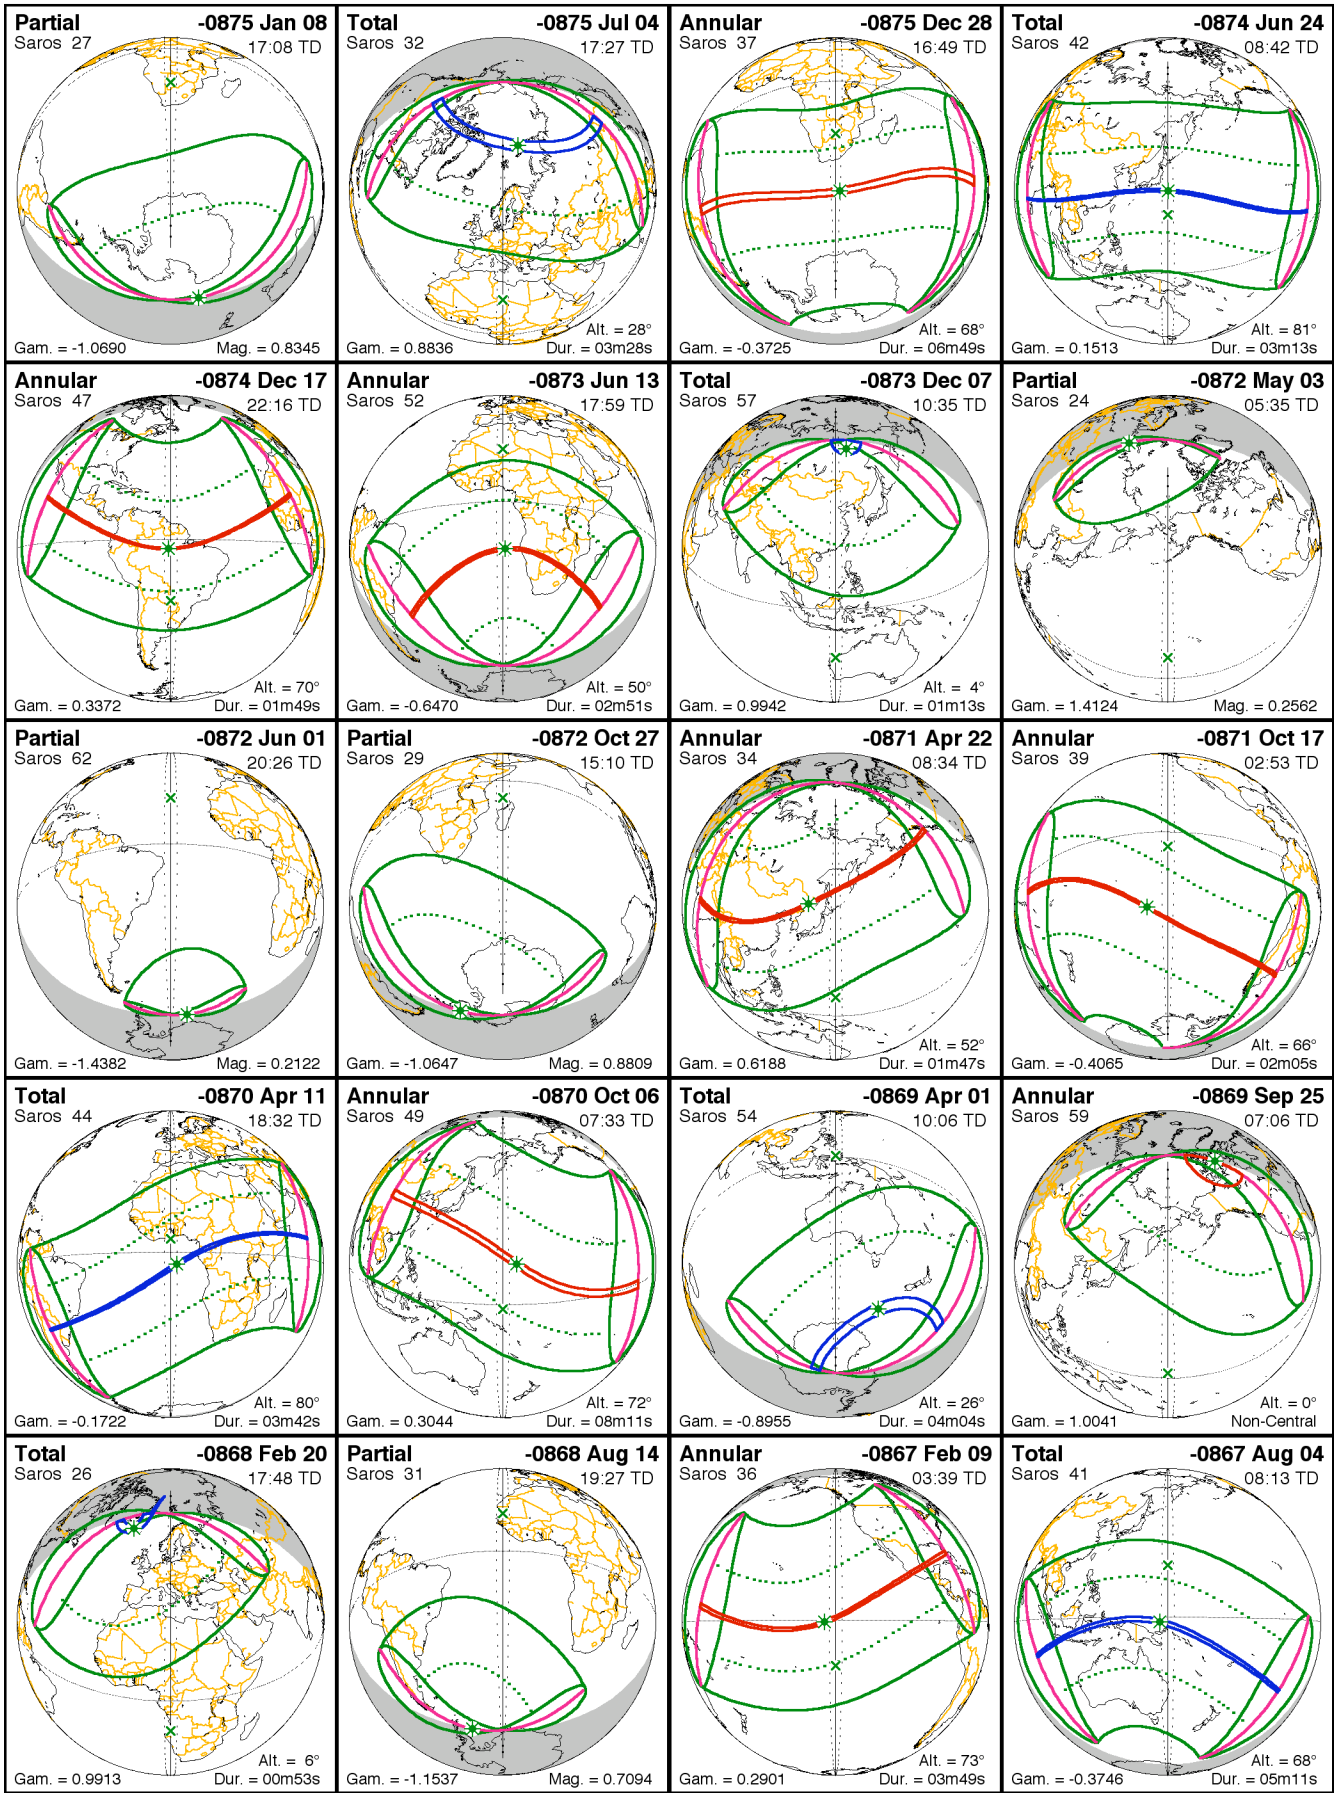 Partial -0875 Jan 08
Saros 27 17:08 TD
Gam. = -1.0690 Mag. = 0.8345
Total -0875 Jul 04
Saros 32 17:27 TD
Alt. = 28°
Gam. = 0.8836 Dur. = 03m28s
Annular -0875 Dec 28
Saros 37 16:49 TD
Alt. = 68°
Gam. = -0.3725 Dur. = 06m49s
Total -0874 Jun 24
Saros 42 08:42 TD
Alt. = 81°
Gam. = 0.1513 Dur. = 03m13s
Annular -0874 Dec 17
Saros 47 22:16 TD
Alt. = 70°
Gam. = 0.3372 Dur. = 01m49s
Annular -0873 Jun 13
Saros 52 17:59 TD
Alt. = 50°
Gam. = -0.6470 Dur. = 02m51s
Total -0873 Dec 07
Saros 57 10:35 TD
Alt. = 4°
Gam. = 0.9942 Dur. = 01m13s
Partial -0872 May 03
Saros 24 05:35 TD
Gam. = 1.4124 Mag. = 0.2562
Partial -0872 Jun 01
Saros 62 20:26 TD
Gam. = -1.4382 Mag. = 0.2122
Partial -0872 Oct 27
Saros 29 15:10 TD
Gam. = -1.0647 Mag. = 0.8809
Annular -0871 Apr 22
Saros 34 08:34 TD
Alt. = 52°
Gam. = 0.6188 Dur. = 01m47s
Annular -0871 Oct 17
Saros 39 02:53 TD
Alt. = 66°
Gam. = -0.4065 Dur. = 02m05s
Total -0870 Apr 11
Saros 44 18:32 TD
Alt. = 80°
Gam. = -0.1722 Dur. = 03m42s
Annular -0870 Oct 06
Saros 49 07:33 TD
Alt. = 72°
Gam. = 0.3044 Dur. = 08m11s
Total -0869 Apr 01
Saros 54 10:06 TD
Alt. = 26°
Gam. = -0.8955 Dur. = 04m04s
Annular -0869 Sep 25
Saros 59 07:06 TD
Alt. = 0°
Gam. = 1.0041 Non-Central
Total -0868 Feb 20
Saros 26 17:48 TD
Alt. = 6°
Gam. = 0.9913 Dur. = 00m53s
Partial -0868 Aug 14
Saros 31 19:27 TD
Gam. = -1.1537 Mag. = 0.7094
Annular -0867 Feb 09
Saros 36 03:39 TD
Alt. = 73°
Gam. = 0.2901 Dur. = 03m49s
Total -0867 Aug 04
Saros 41 08:13 TD
Alt. = 68°
Gam. = -0.3746 Dur. = 05m11s